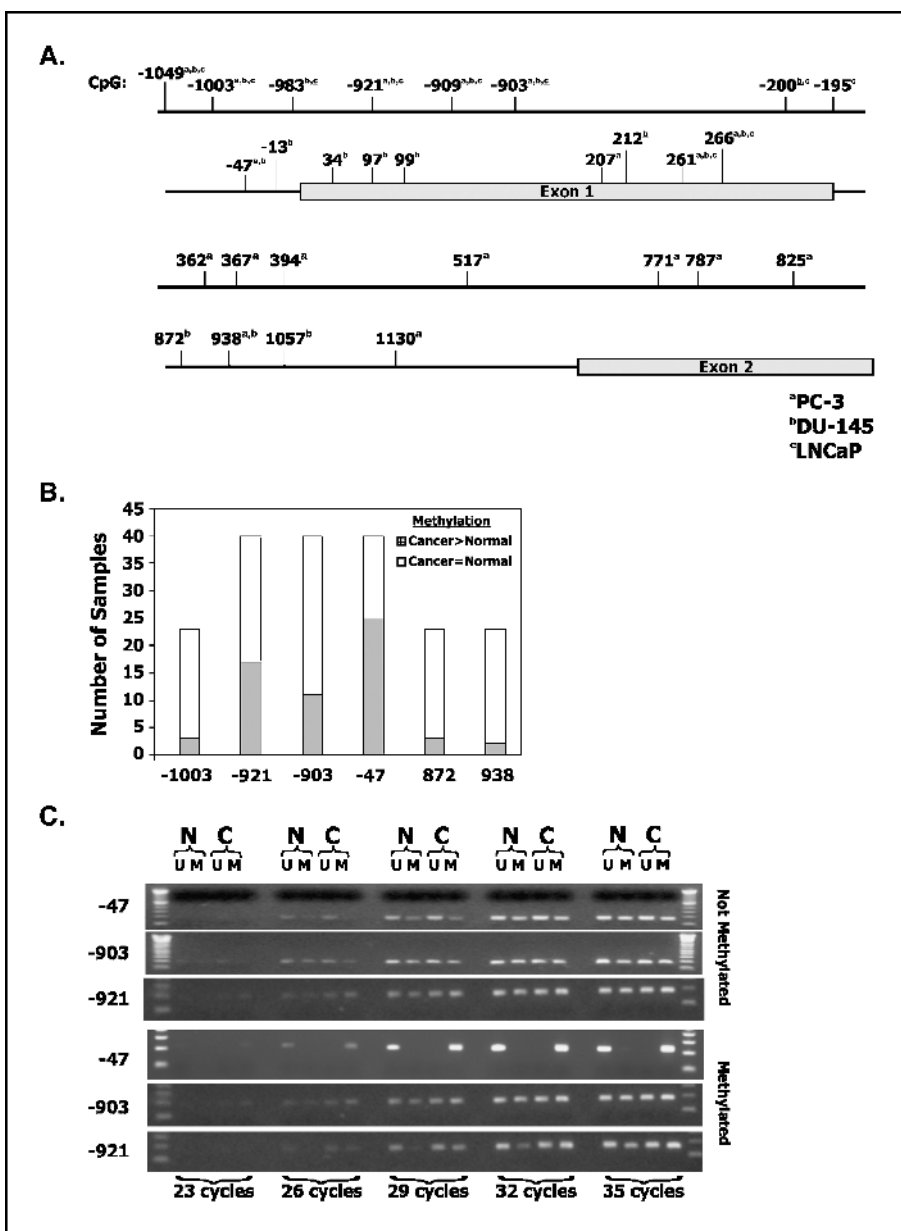 A.
CpG: -1049a,b,c -1003a,b,c -983b,c -921a,b,c -909a,b,c -903a,b,c -200b,c -195c
-47a,b -13b 34b 97b 99b 207a 212b 261a,b,c 266a,b,c
Exon 1
362a 367a 394a 517a 771a 787a 825a
872b 938a,b 1057b 1130a
Exon 2
aPC-3
bDU-145
cLNCaP
B.
Number of Samples
45
40
35
30
25
20
15
10
5
0
Methylation
Cancer>Normal
Cancer=Normal
-1003 -921 -903 -47 872 938
C.
N C N C N C N C N C
U M U M U M U M U M U M U M U M U M U M
-47
-903
-921
Not Methylated
-47
-903
-921
Methylated
23 cycles 26 cycles 29 cycles 32 cycles 35 cycles